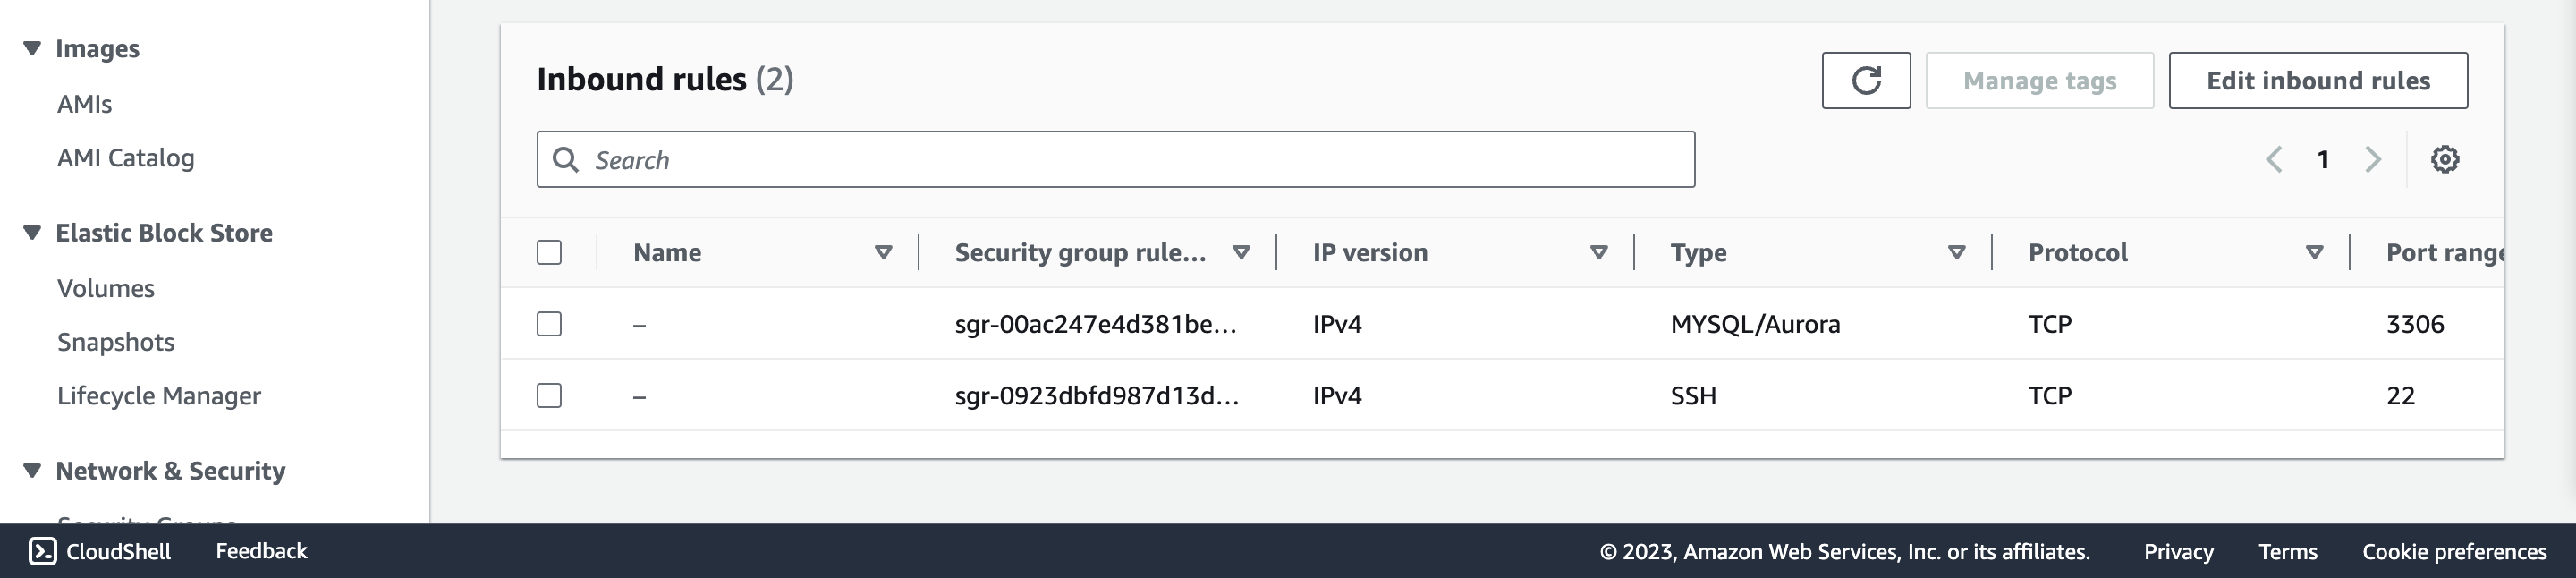 Images
AMIs
AMI Catalog
Elastic Block Store
Volumes
Snapshots
Lifecycle Manager
Network & Security
Inbound rules (2)
Manage tags
Edit inbound rules
Search
1
Name Security group rule... IP version Type Protocol Port range
– sgr-00ac247e4d381be... IPv4 MYSQL/Aurora TCP 3306
– sgr-0923dbfd987d13d... IPv4 SSH TCP 22
CloudShell Feedback © 2023, Amazon Web Services, Inc. or its affiliates. Privacy Terms Cookie preferences